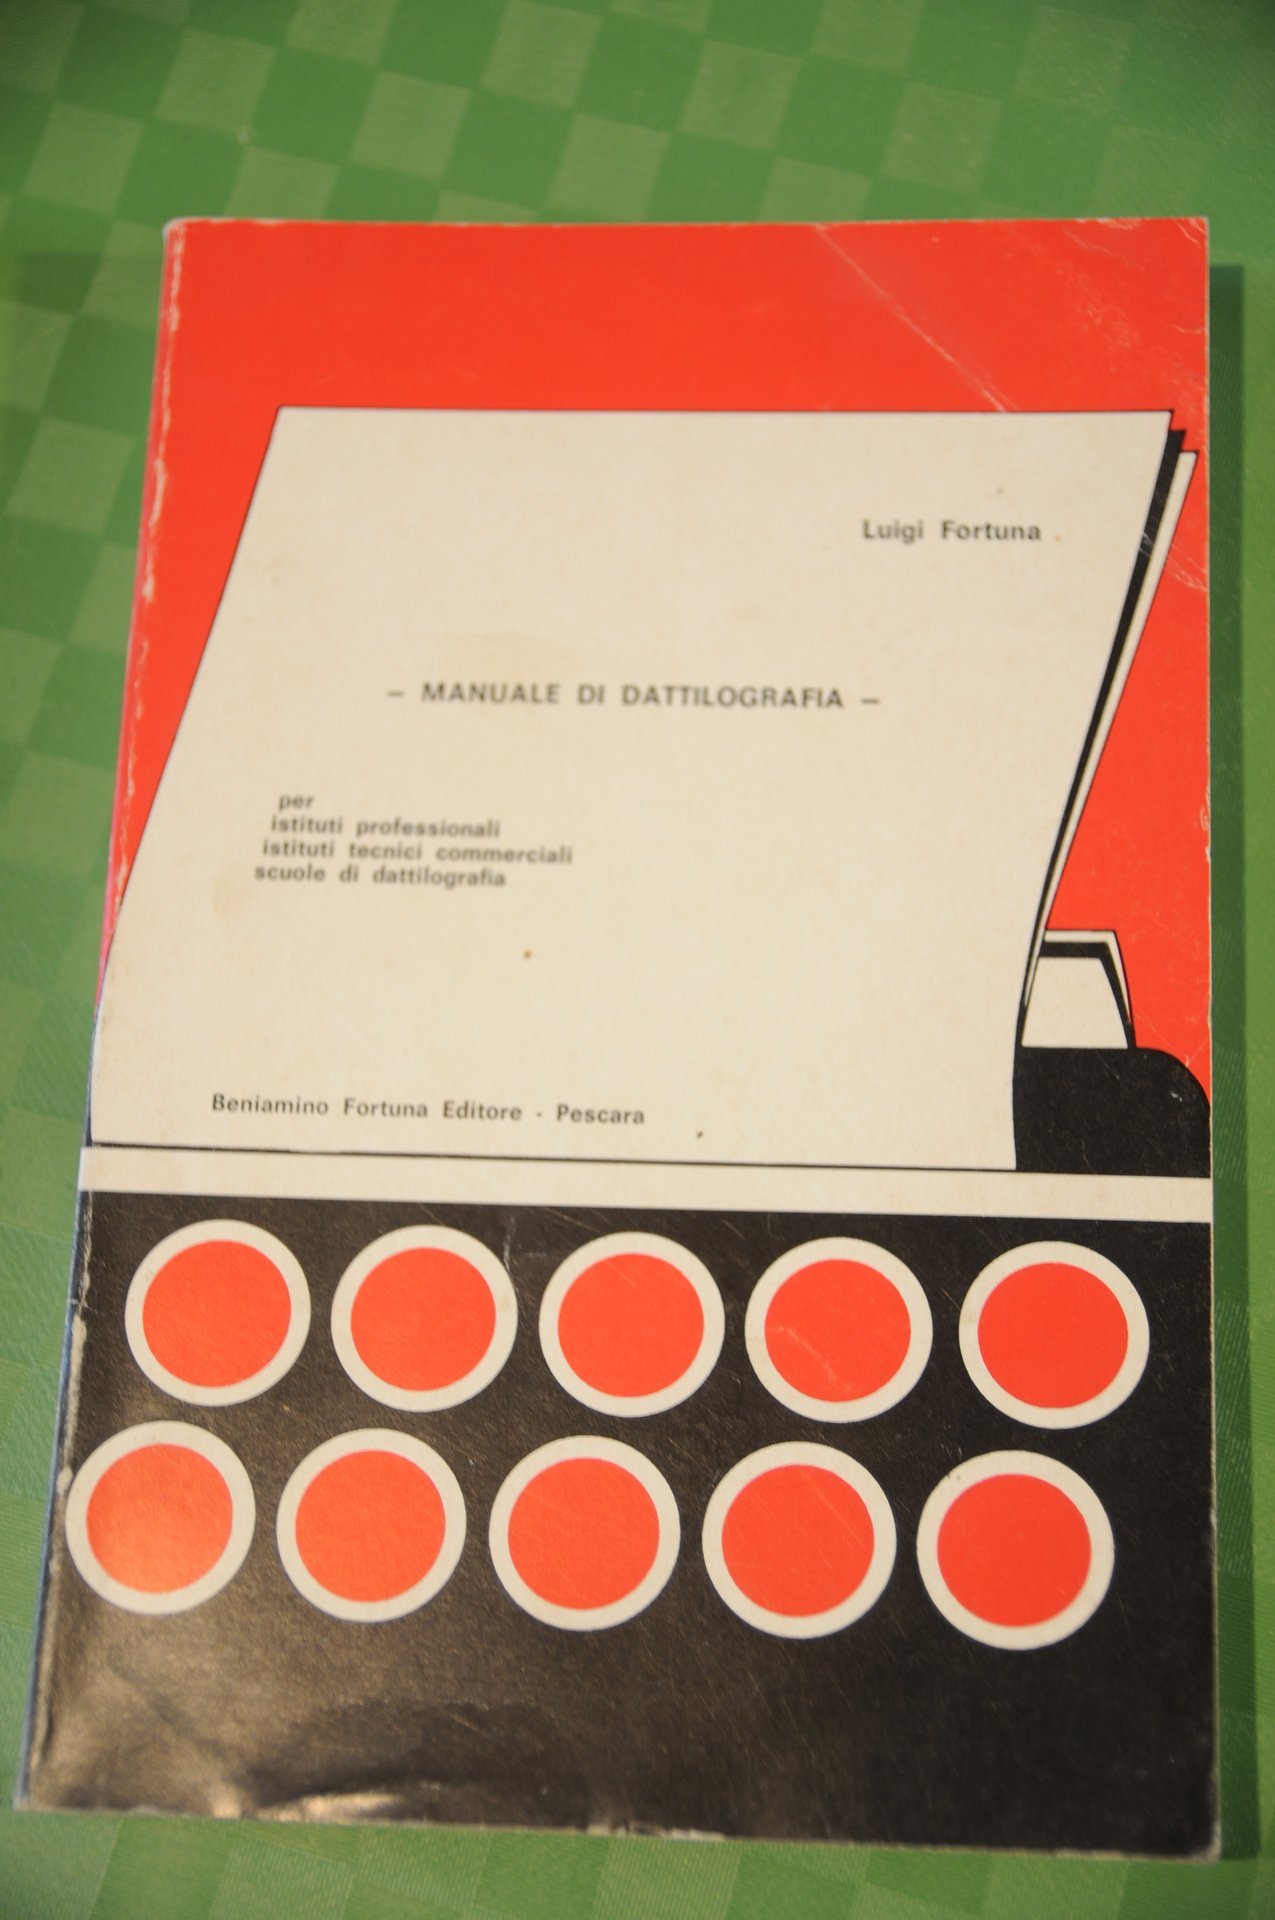 Luigi Fortuna
– MANUALE DI DATTILOGRAFIA –
per
istituti professionali
istituti tecnici commerciali
scuole di dattilografia
Beniamino Fortuna Editore - Pescara